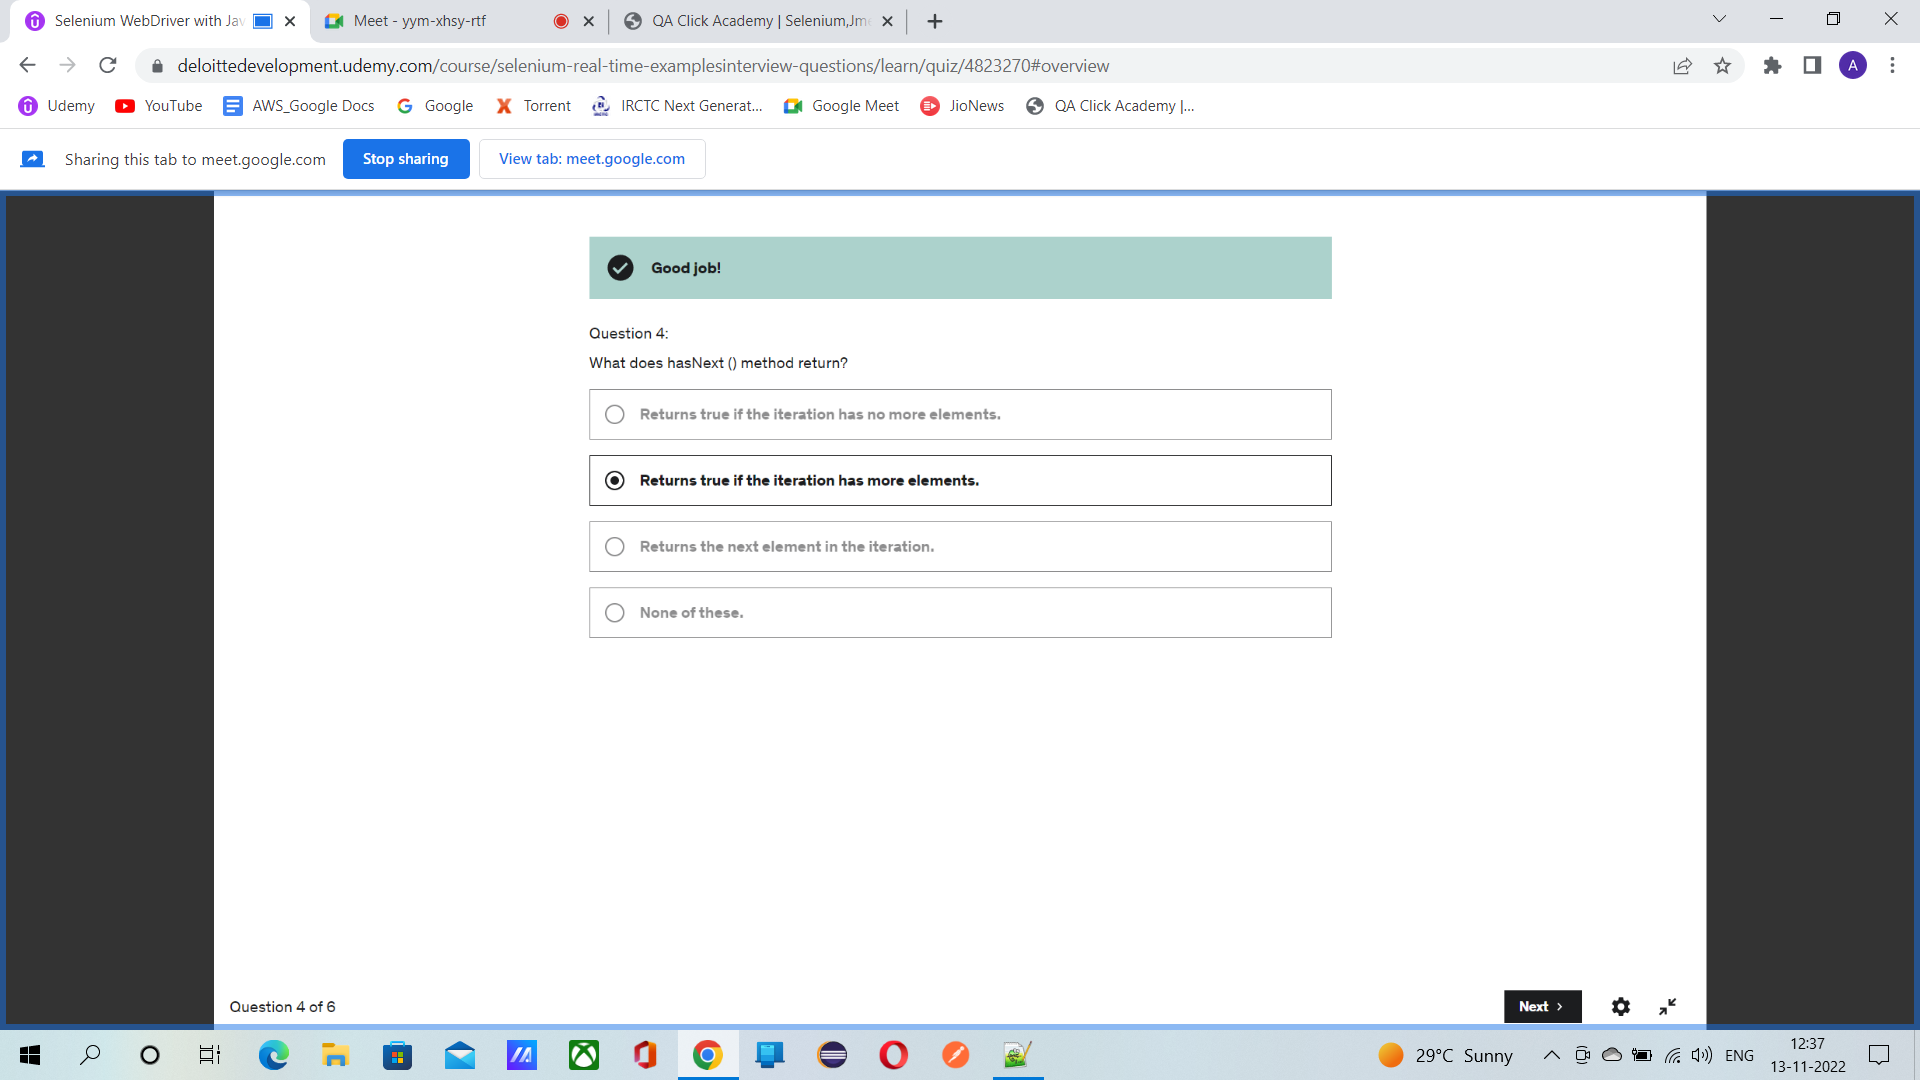 Selenium WebDriver with Jav
Meet - yym-xhsy-rtf
QA Click Academy | Selenium,Jm
deloittedevelopment.udemy.com/course/selenium-real-time-examplesinterview-questions/learn/quiz/4823270#overview
A
Udemy
YouTube
AWS_Google Docs
Google
Torrent
IRCTC Next Generat...
Google Meet
JioNews
QA Click Academy |...
Sharing this tab to meet.google.com
Stop sharing
View tab: meet.google.com
Good job!
Question 4:
What does hasNext () method return?
Returns true if the iteration has no more elements.
Returns true if the iteration has more elements.
Returns the next element in the iteration.
None of these.
Question 4 of 6
Next
29°C Sunny
ENG
12:37
13-11-2022